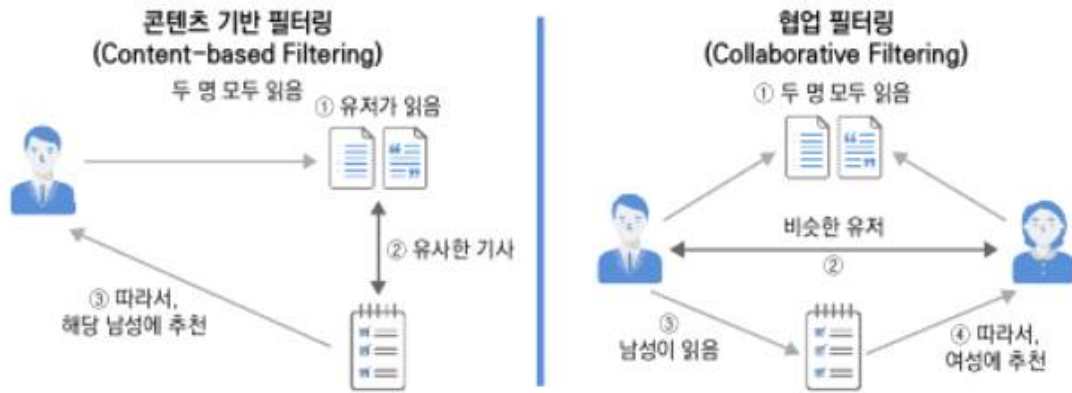 콘텐츠 기반 필터링
(Content-based Filtering)
두 명 모두 읽음
① 유저가 읽음
② 유사한 기사
③ 따라서,
해당 남성에 추천
협업 필터링
(Collaborative Filtering)
① 두 명 모두 읽음
비슷한 유저
②
③
남성이 읽음
④ 따라서,
여성에 추천